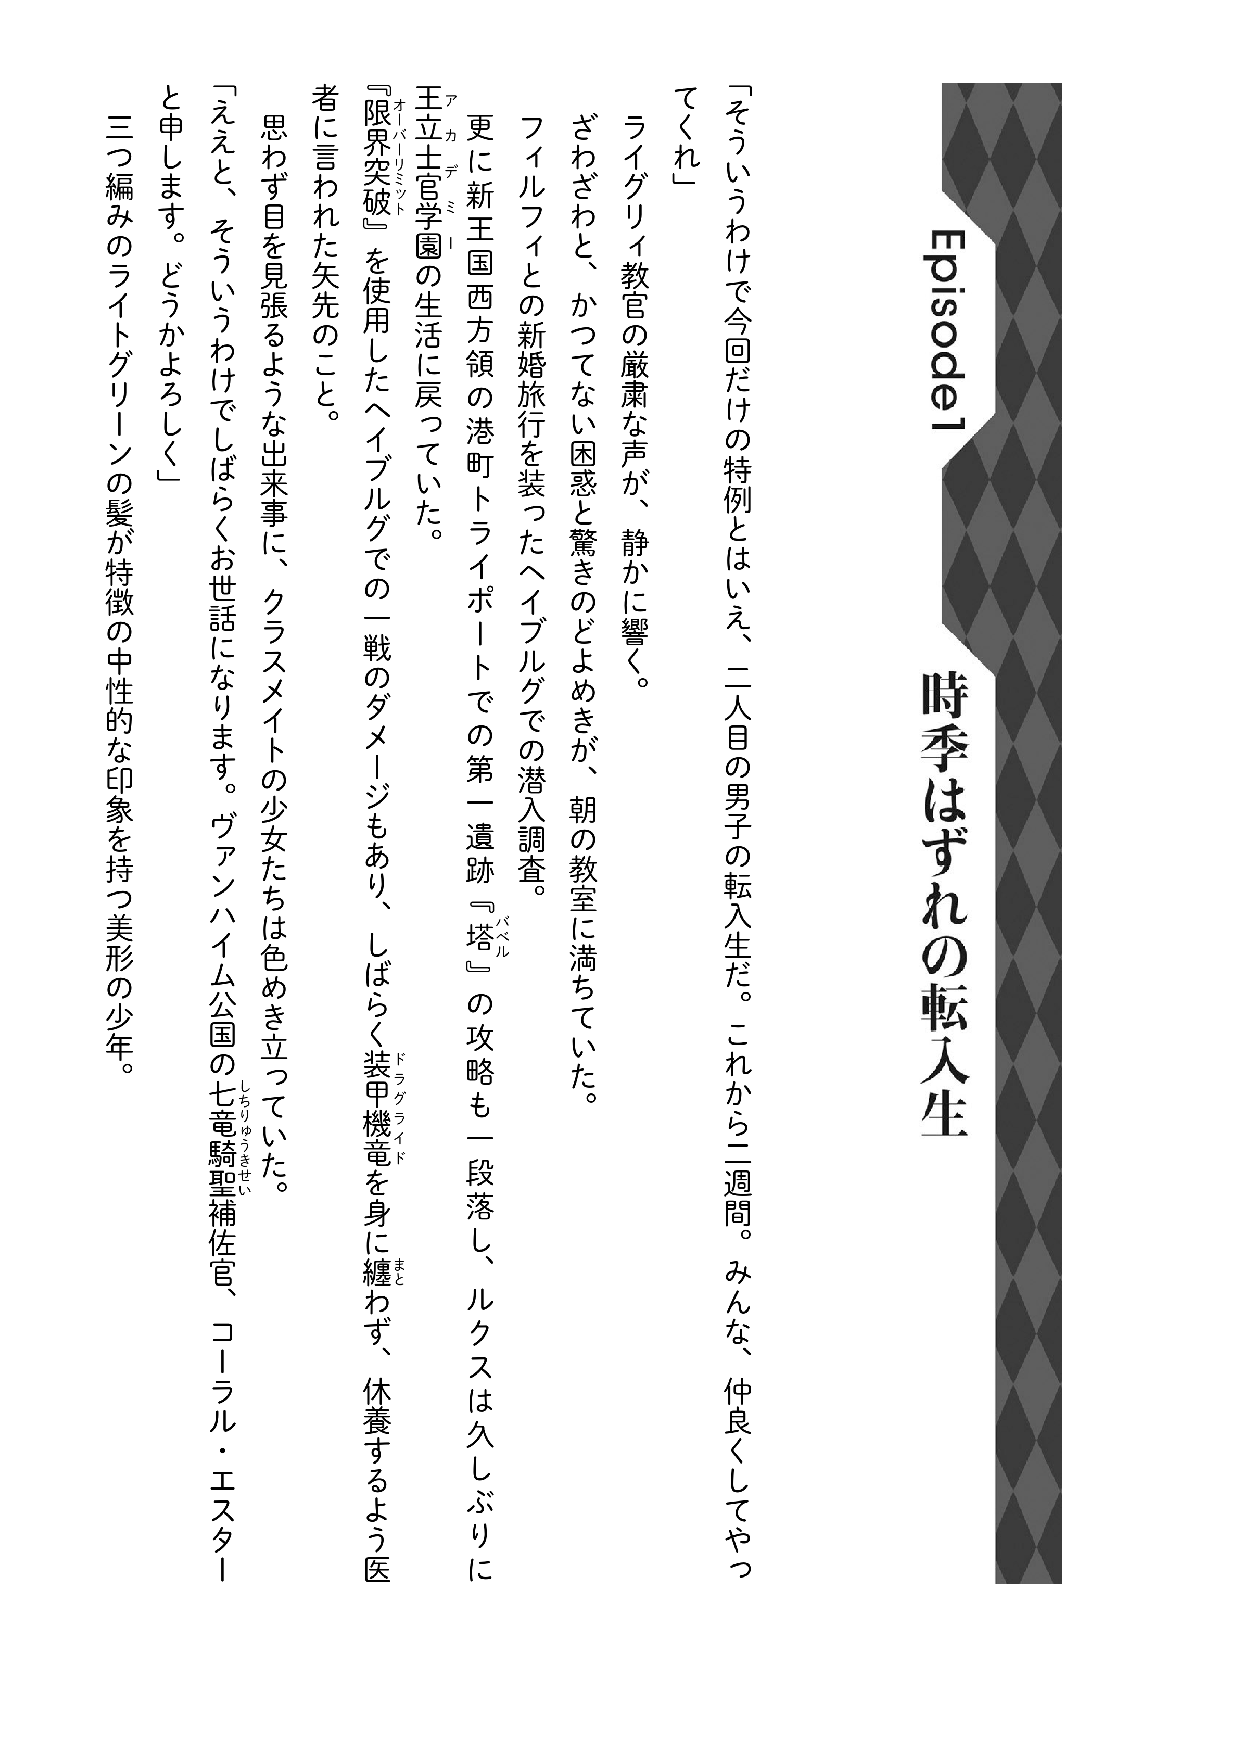 Episode1
時季はずれの転入生
「そういうわけで今回だけの特例とはいえ、二人目の男子の転入生だ。これから二週間。みんな、仲良くしてやっ
てくれ」
ライグリィ教官の厳粛な声が、静かに響く。
ざわざわと、かつてない困惑と驚きのどよめきが、朝の教室に満ちていた。
フィルフィとの新婚旅行を装ったヘイブルグでの潜入調査。
更に新王国西方領の港町トライポートでの第一遺跡『塔』の攻略も一段落し、ルクスは久しぶりに
バベル
王立士官学園の生活に戻っていた。
アカデミー
『限界突破』を使用したヘイブルグでの一戦のダメージもあり、しばらく装甲機竜を身に纏わず、休養するよう医
オーバーリミット
ドラグライド
まと
者に言われた矢先のこと。
思わず目を見張るような出来事に、クラスメイトの少女たちは色めき立っていた。
「ええと、そういうわけでしばらくお世話になります。ヴァンハイム公国の七竜騎聖補佐官、コーラル・エスター
しちりゅうきせい
と申します。どうかよろしく」
三つ編みのライトグリーンの髪が特徴の中性的な印象を持つ美形の少年。